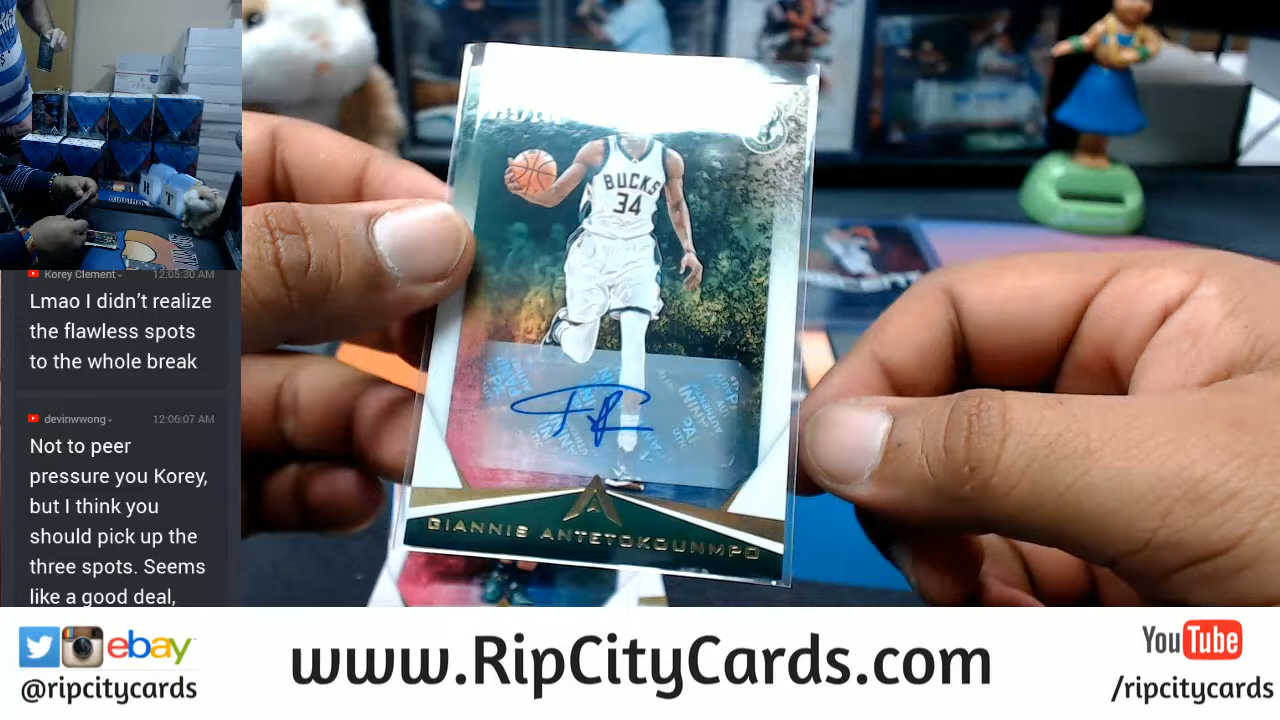 Korey Clement
12:05:30 AM
Lmao I didn't realize
the flawless spots
to the whole break
devinwwong
12:06:07 AM
Not to peer
pressure you Korey,
but I think you
should pick up the
three spots. Seems
like a good deal,
BUCKS
34
GIANNIS ANTETOKOUNMPO
ebay
@ripcitycards
www.RipCityCards.com
YouTube
/ripcitycards